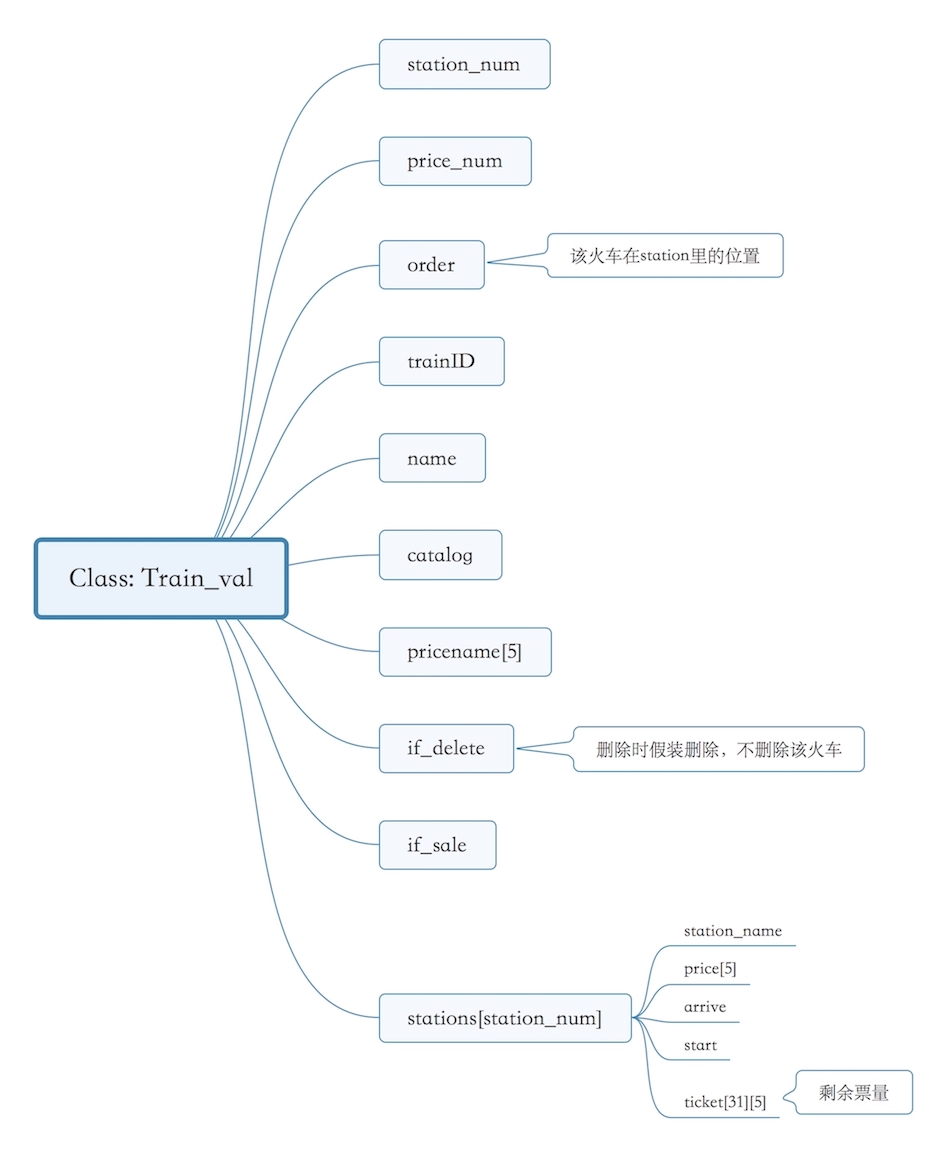 station_num
price_num
order
该火车在station里的位置
trainID
name
Class: Train_val
catalog
pricename[5]
if_delete
删除时假装删除，不删除该火车
if_sale
stations[station_num]
station_name
price[5]
arrive
start
ticket[31][5]
剩余票量